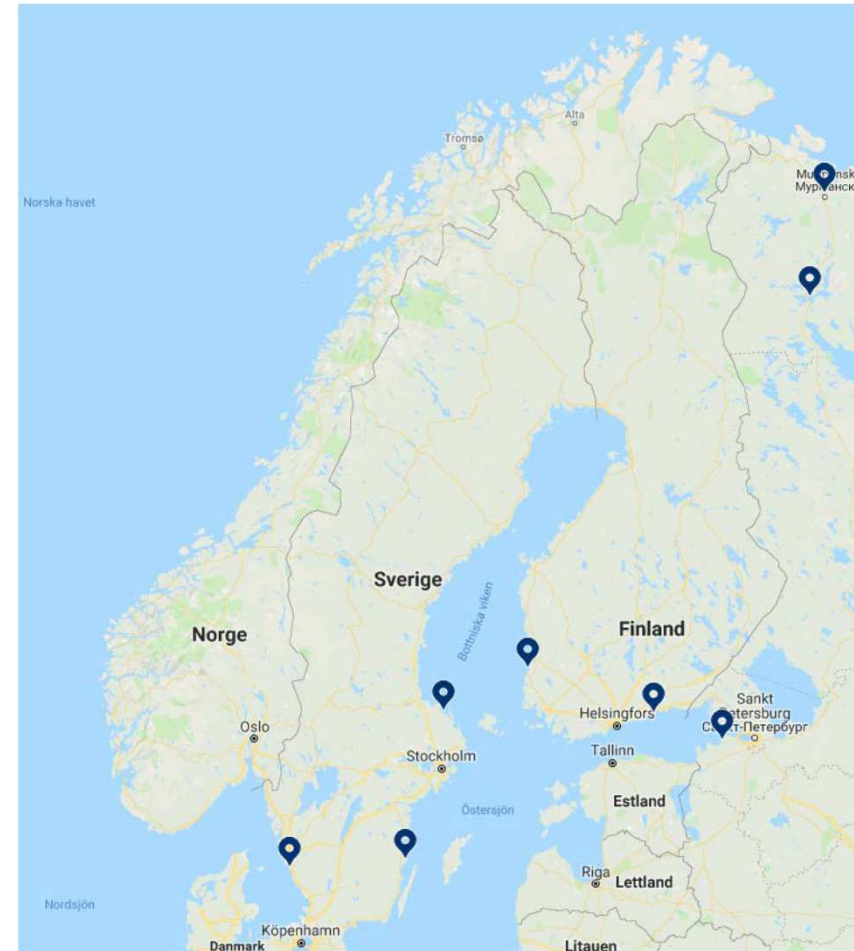 Alta
Tromsø
Мурманск
Norska havet
Sverige
Bottniska viken
Norge
Finland
Sankt
Helsingfors
Oslo
Stockholm
Tallinn
Östersjön
Estland
Riga
Lettland
Nordsjön
Köpenhamn
Danmark
Litauen